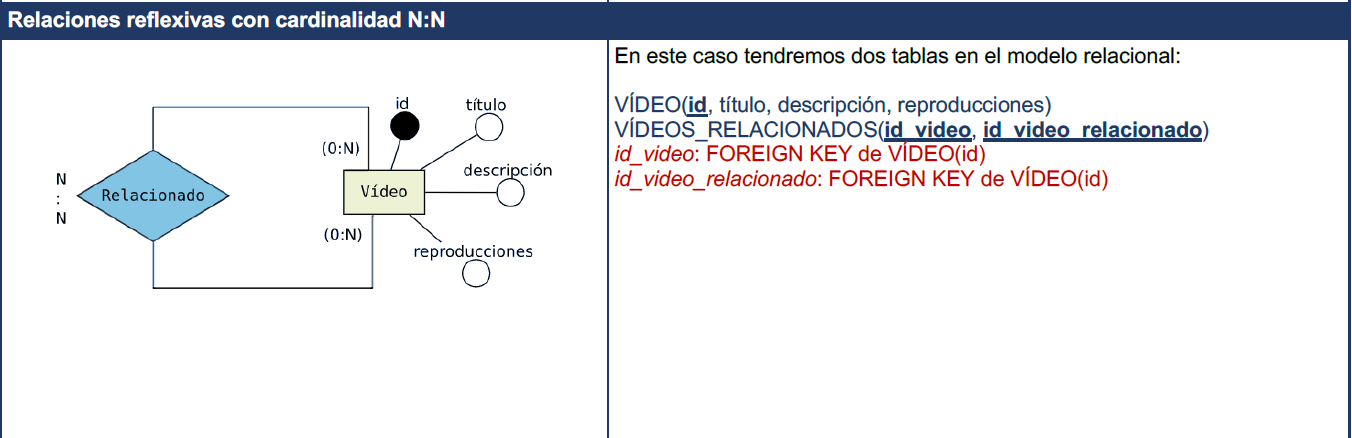 Relaciones reflexivas con cardinalidad N:N
id
título
(0:N)
descripción
N
:
N
Relacionado
Vídeo
(0:N)
reproducciones
En este caso tendremos dos tablas en el modelo relacional:
VÍDEO(id, título, descripción, reproducciones)
VÍDEOS_RELACIONADOS(id_video, id_video_relacionado)
id_video: FOREIGN KEY de VÍDEO(id)
id_video_relacionado: FOREIGN KEY de VÍDEO(id)